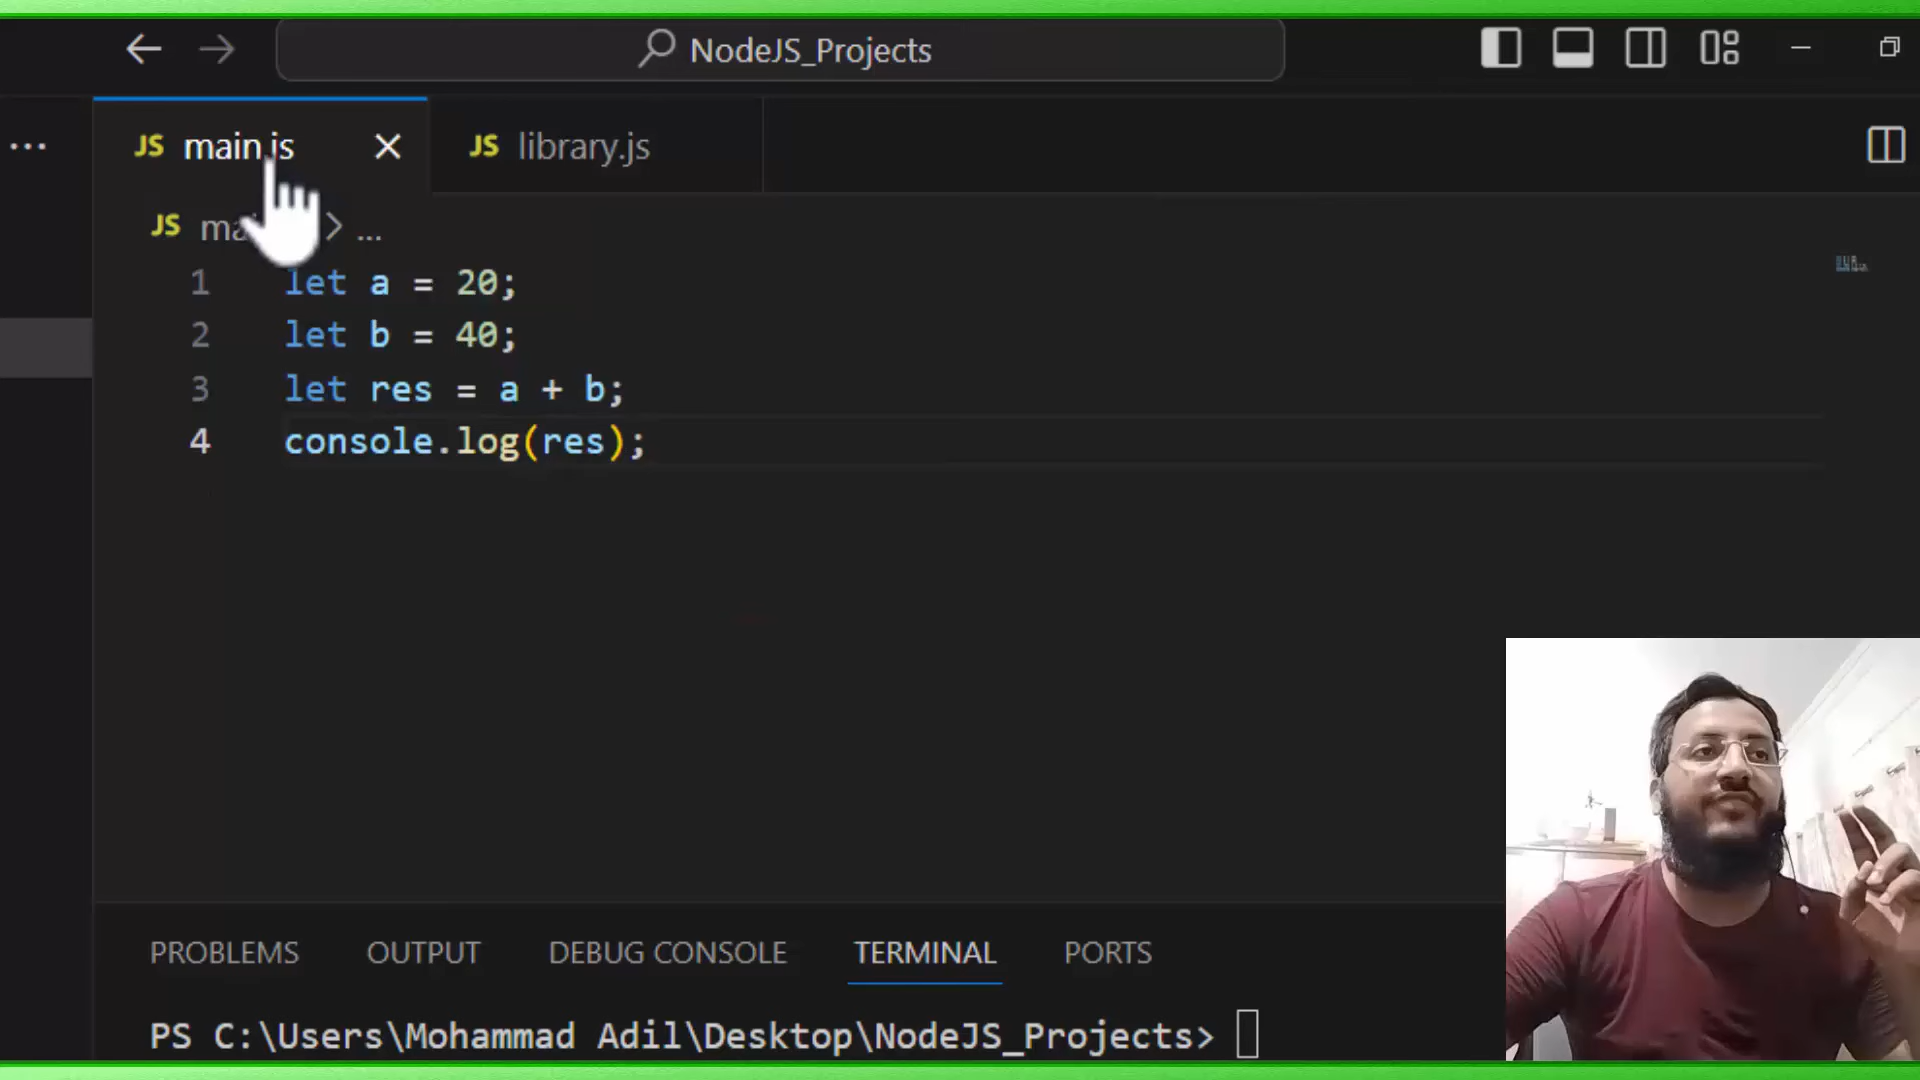 NodeJS_Projects
JS main.js
JS library.js
JS ma > ...
1 let a = 20;
2 let b = 40;
3 let res = a + b;
4 console.log(res);
PROBLEMS OUTPUT DEBUG CONSOLE TERMINAL PORTS
PS C:\Users\Mohammad Adil\Desktop\NodeJS_Projects>